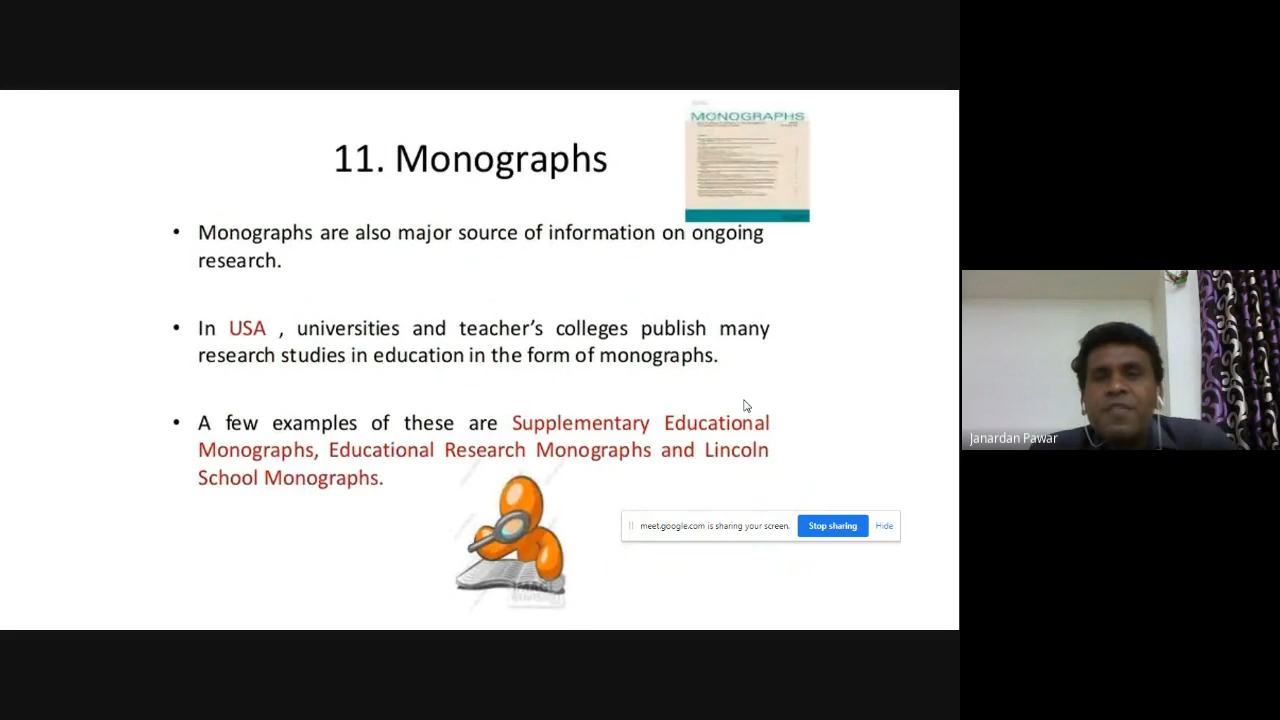 MONOGRAPHS
11. Monographs
• Monographs are also major source of information on ongoing
research.
• In USA , universities and teacher’s colleges publish many
research studies in education in the form of monographs.
• A few examples of these are Supplementary Educational
Monographs, Educational Research Monographs and Lincoln
School Monographs.
Janardan Pawar
meet.google.com is sharing your screen.
Stop sharing
Hide